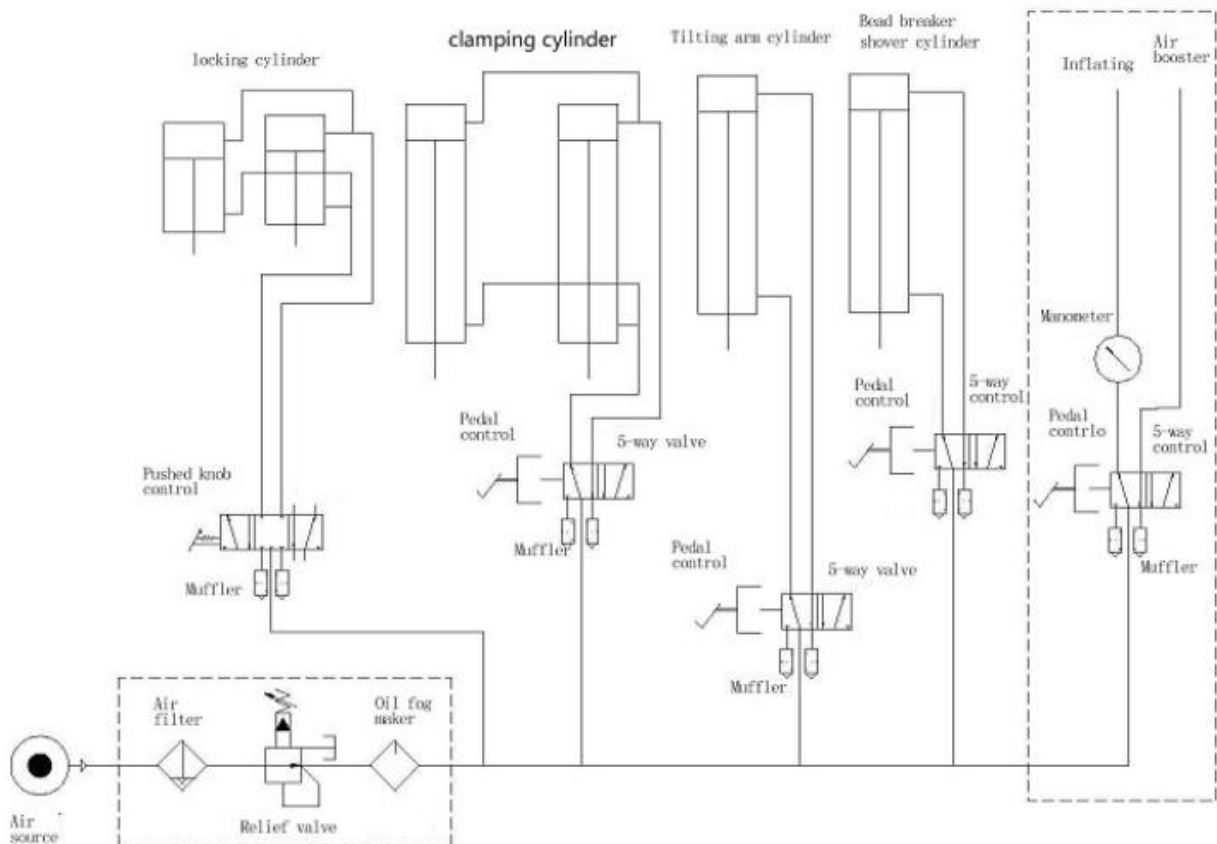 locking cylinder
clamping cylinder
Tilting arm cylinder
Bead breaker
shover cylinder
Inflating
Air
booster
Manometer
Pedal
contrlo
5-way
control
Muffler
Pedal
control
5-way
control
Pedal
control
5-way valve
Muffler
Pushed knob
control
Muffler
Pedal
control
5-way valve
Muffler
Air
filter
Oil fog
maker
Relief valve
Air
source